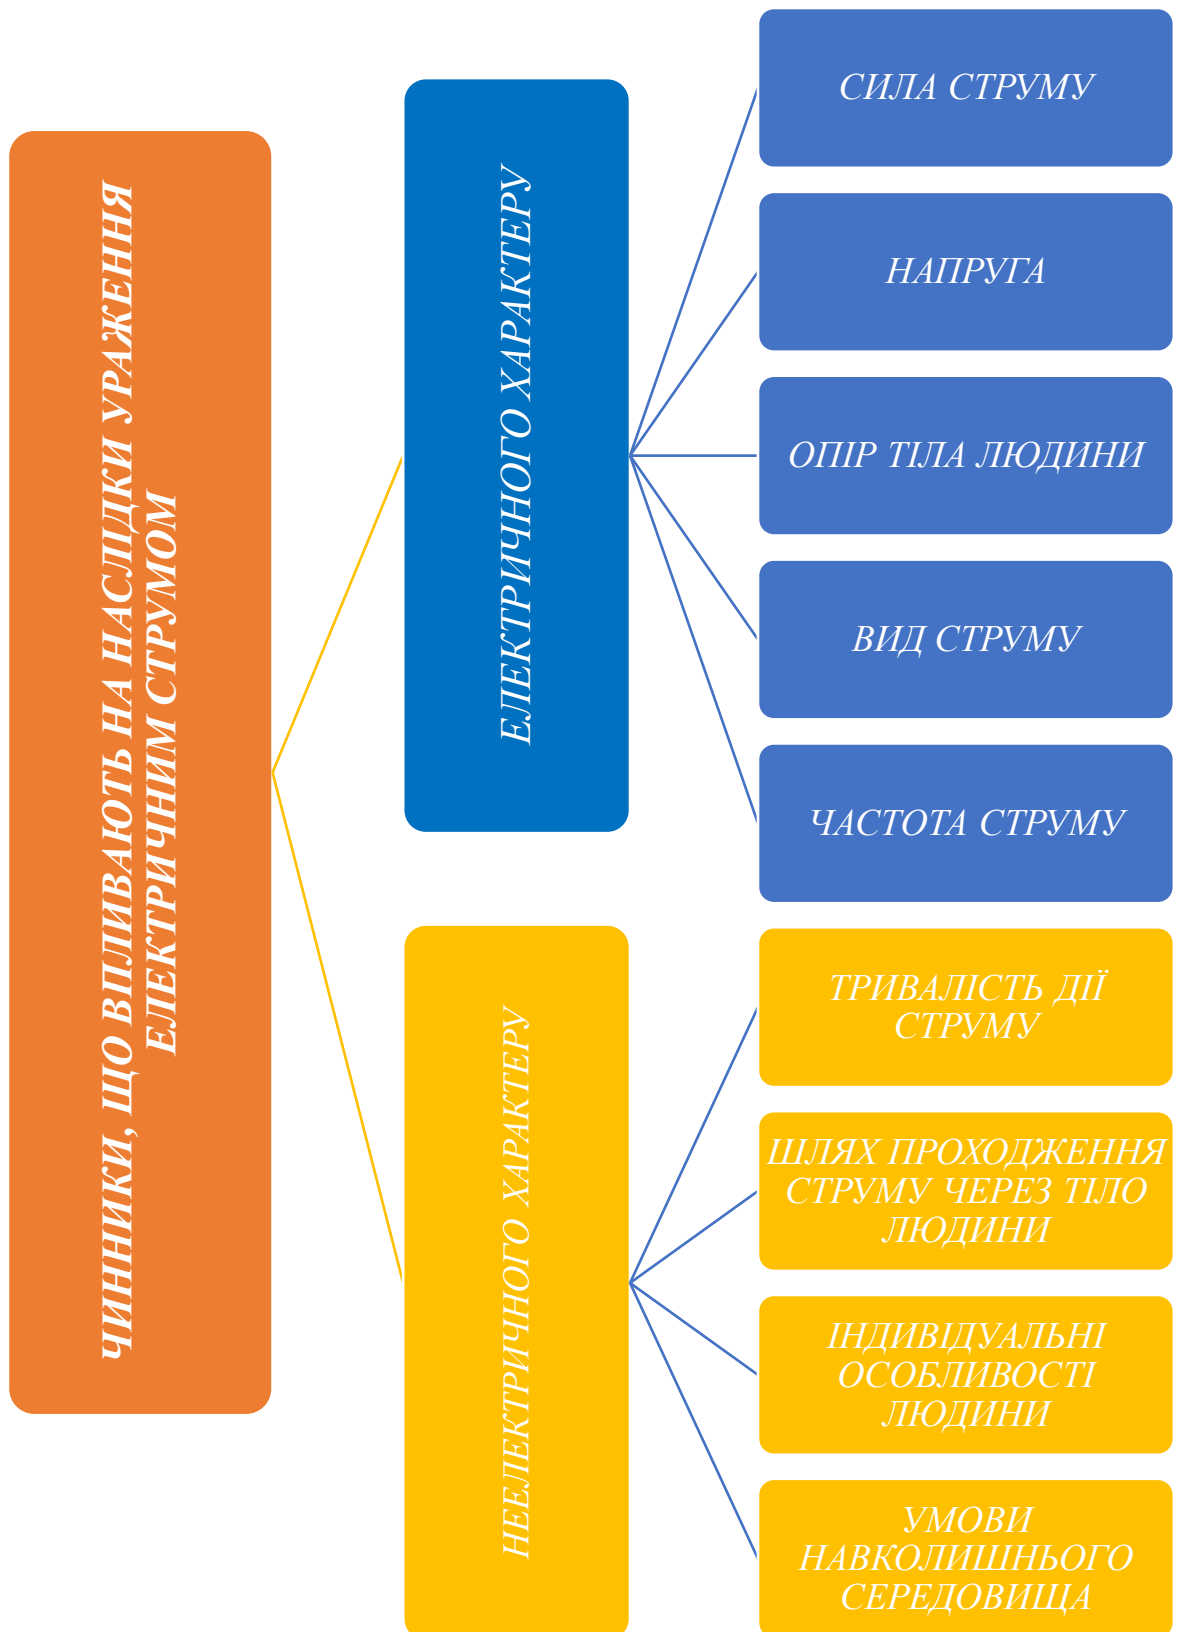 ЧИННИКИ, ЩО ВПЛИВАЮТЬ НА НАСЛІДКИ УРАЖЕННЯ
ЕЛЕКТРИЧНИМ СТРУМОМ
ЕЛЕКТРИЧНОГО ХАРАКТЕРУ
СИЛА СТРУМУ
НАПРУГА
ОПІР ТІЛА ЛЮДИНИ
ВИД СТРУМУ
ЧАСТОТА СТРУМУ
НЕЕЛЕКТРИЧНОГО ХАРАКТЕРУ
ТРИВАЛІСТЬ ДІЇ
СТРУМУ
ШЛЯХ ПРОХОДЖЕННЯ
СТРУМУ ЧЕРЕЗ ТІЛО
ЛЮДИНИ
ІНДИВІДУАЛЬНІ
ОСОБЛИВОСТІ
ЛЮДИНИ
УМОВИ
НАВКОЛИШНЬОГО
СЕРЕДОВИЩА